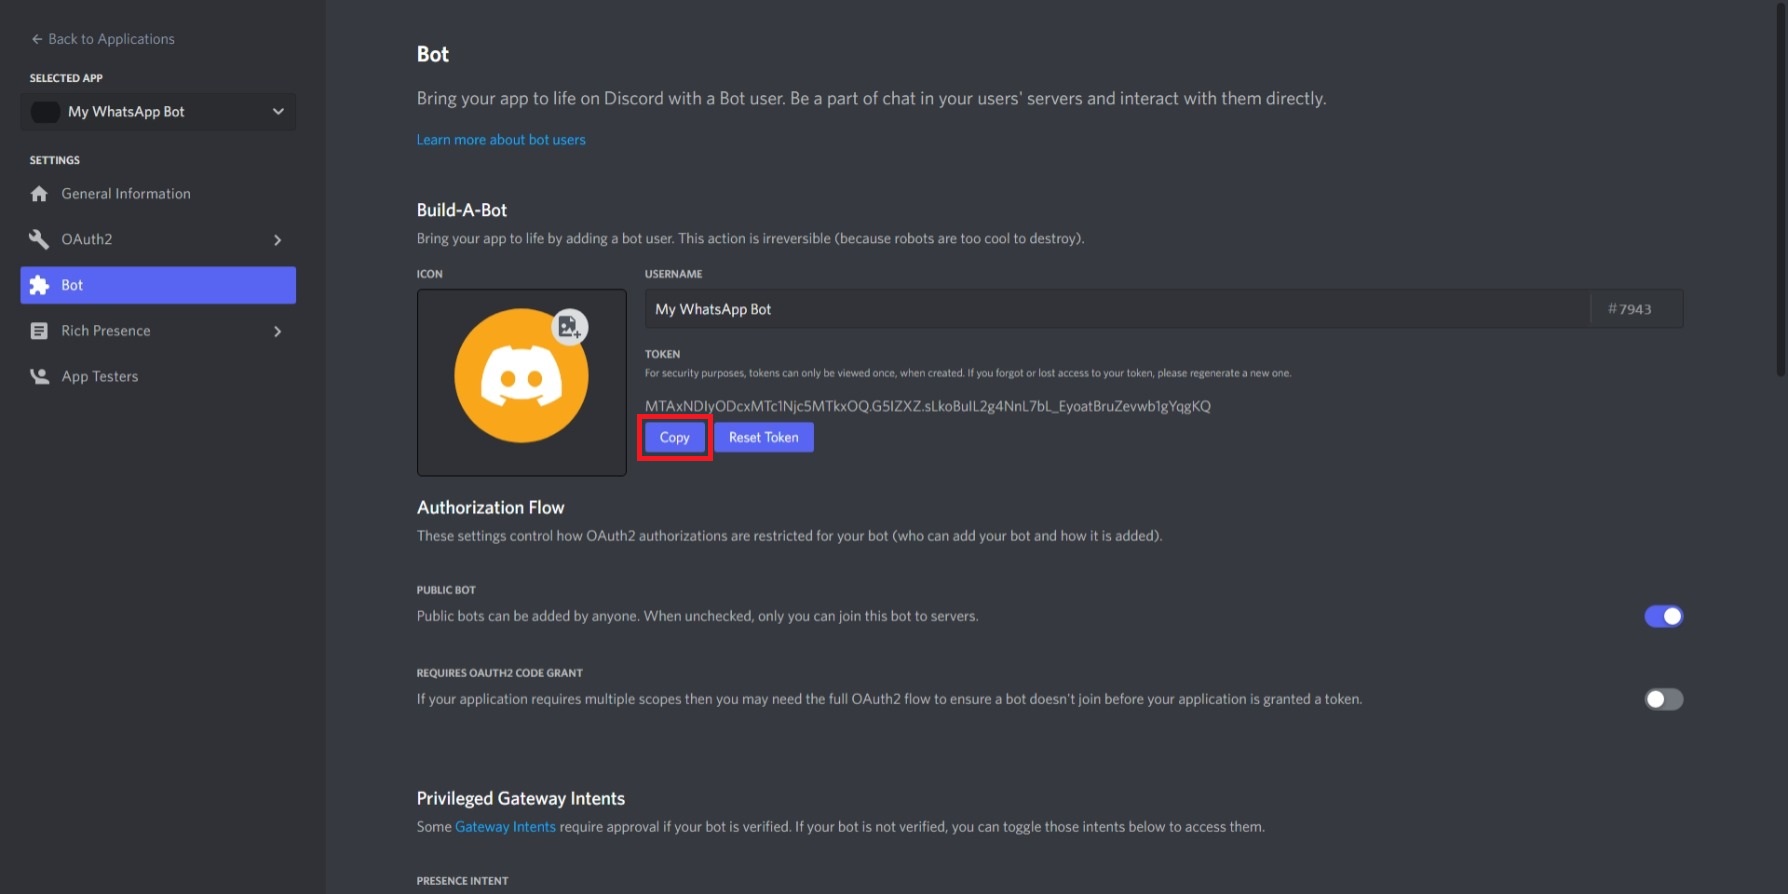 Back to Applications
SELECTED APP
My WhatsApp Bot
SETTINGS
General Information
OAuth2
Bot
Rich Presence
App Testers
Bot
Bring your app to life on Discord with a Bot user. Be a part of chat in your users' servers and interact with them directly.
Learn more about bot users
Build-A-Bot
Bring your app to life by adding a bot user. This action is irreversible (because robots are too cool to destroy).
ICON
USERNAME
My WhatsApp Bot
#7943
TOKEN
For security purposes, tokens can only be viewed once, when created. If you forgot or lost access to your token, please regenerate a new one.
Copy
Reset Token
Authorization Flow
These settings control how OAuth2 authorizations are restricted for your bot (who can add your bot and how it is added).
PUBLIC BOT
Public bots can be added by anyone. When unchecked, only you can join this bot to servers.
REQUIRES OAUTH2 CODE GRANT
If your application requires multiple scopes then you may need the full OAuth2 flow to ensure a bot doesn't join before your application is granted a token.
Privileged Gateway Intents
Some Gateway Intents require approval if your bot is verified. If your bot is not verified, you can toggle those intents below to access them.
PRESENCE INTENT